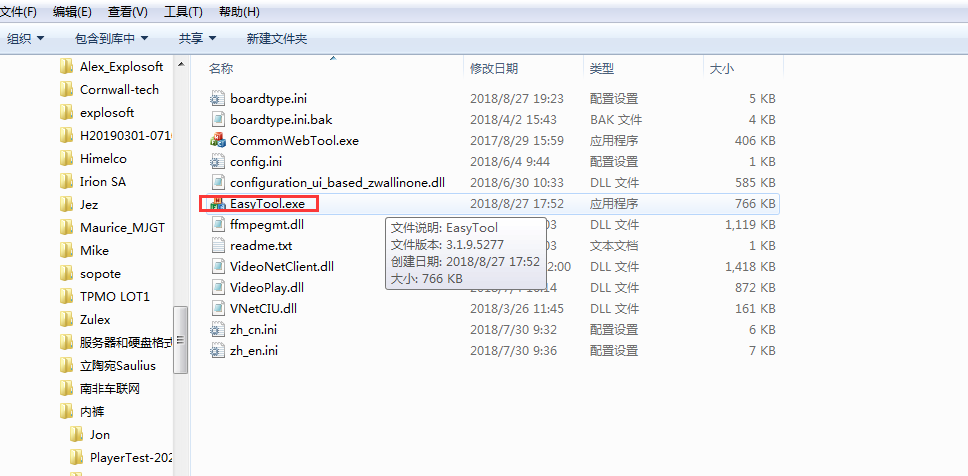 文件(F) 编辑(E) 查看(V) 工具(T) 帮助(H)
组织 包含到库中 共享 新建文件夹
Alex_Explosoft
Cornwall-tech
explosoft
H20190301-0710
Himelco
Irion SA
Jez
Maurice_MJGT
Mike
sopote
TPMO LOT1
Zulex
服务器和硬盘格式
立陶宛Saulius
南非车联网
内裤
Jon
PlayerTest-202
名称 修改日期 类型 大小
boardtype.ini 2018/8/27 19:23 配置设置 5 KB
boardtype.ini.bak 2018/4/2 15:43 BAK 文件 4 KB
CommonWebTool.exe 2017/8/29 15:59 应用程序 406 KB
config.ini 2018/6/4 9:44 配置设置 1 KB
configuration_ui_based_zwallinone.dll 2018/6/30 10:33 DLL 文件 585 KB
EasyTool.exe 2018/8/27 17:52 应用程序 766 KB
ffmpegmt.dll DLL 文件 1,119 KB
readme.txt 文本文档 1 KB
VideoNetClient.dll 2:00 DLL 文件 1,418 KB
VideoPlay.dll DLL 文件 872 KB
VNetCIU.dll 2018/3/26 11:45 DLL 文件 161 KB
zh_cn.ini 2018/7/30 9:32 配置设置 6 KB
zh_en.ini 2018/7/30 9:36 配置设置 7 KB
文件说明: EasyTool
文件版本: 3.1.9.5277
创建日期: 2018/8/27 17:52
大小: 766 KB